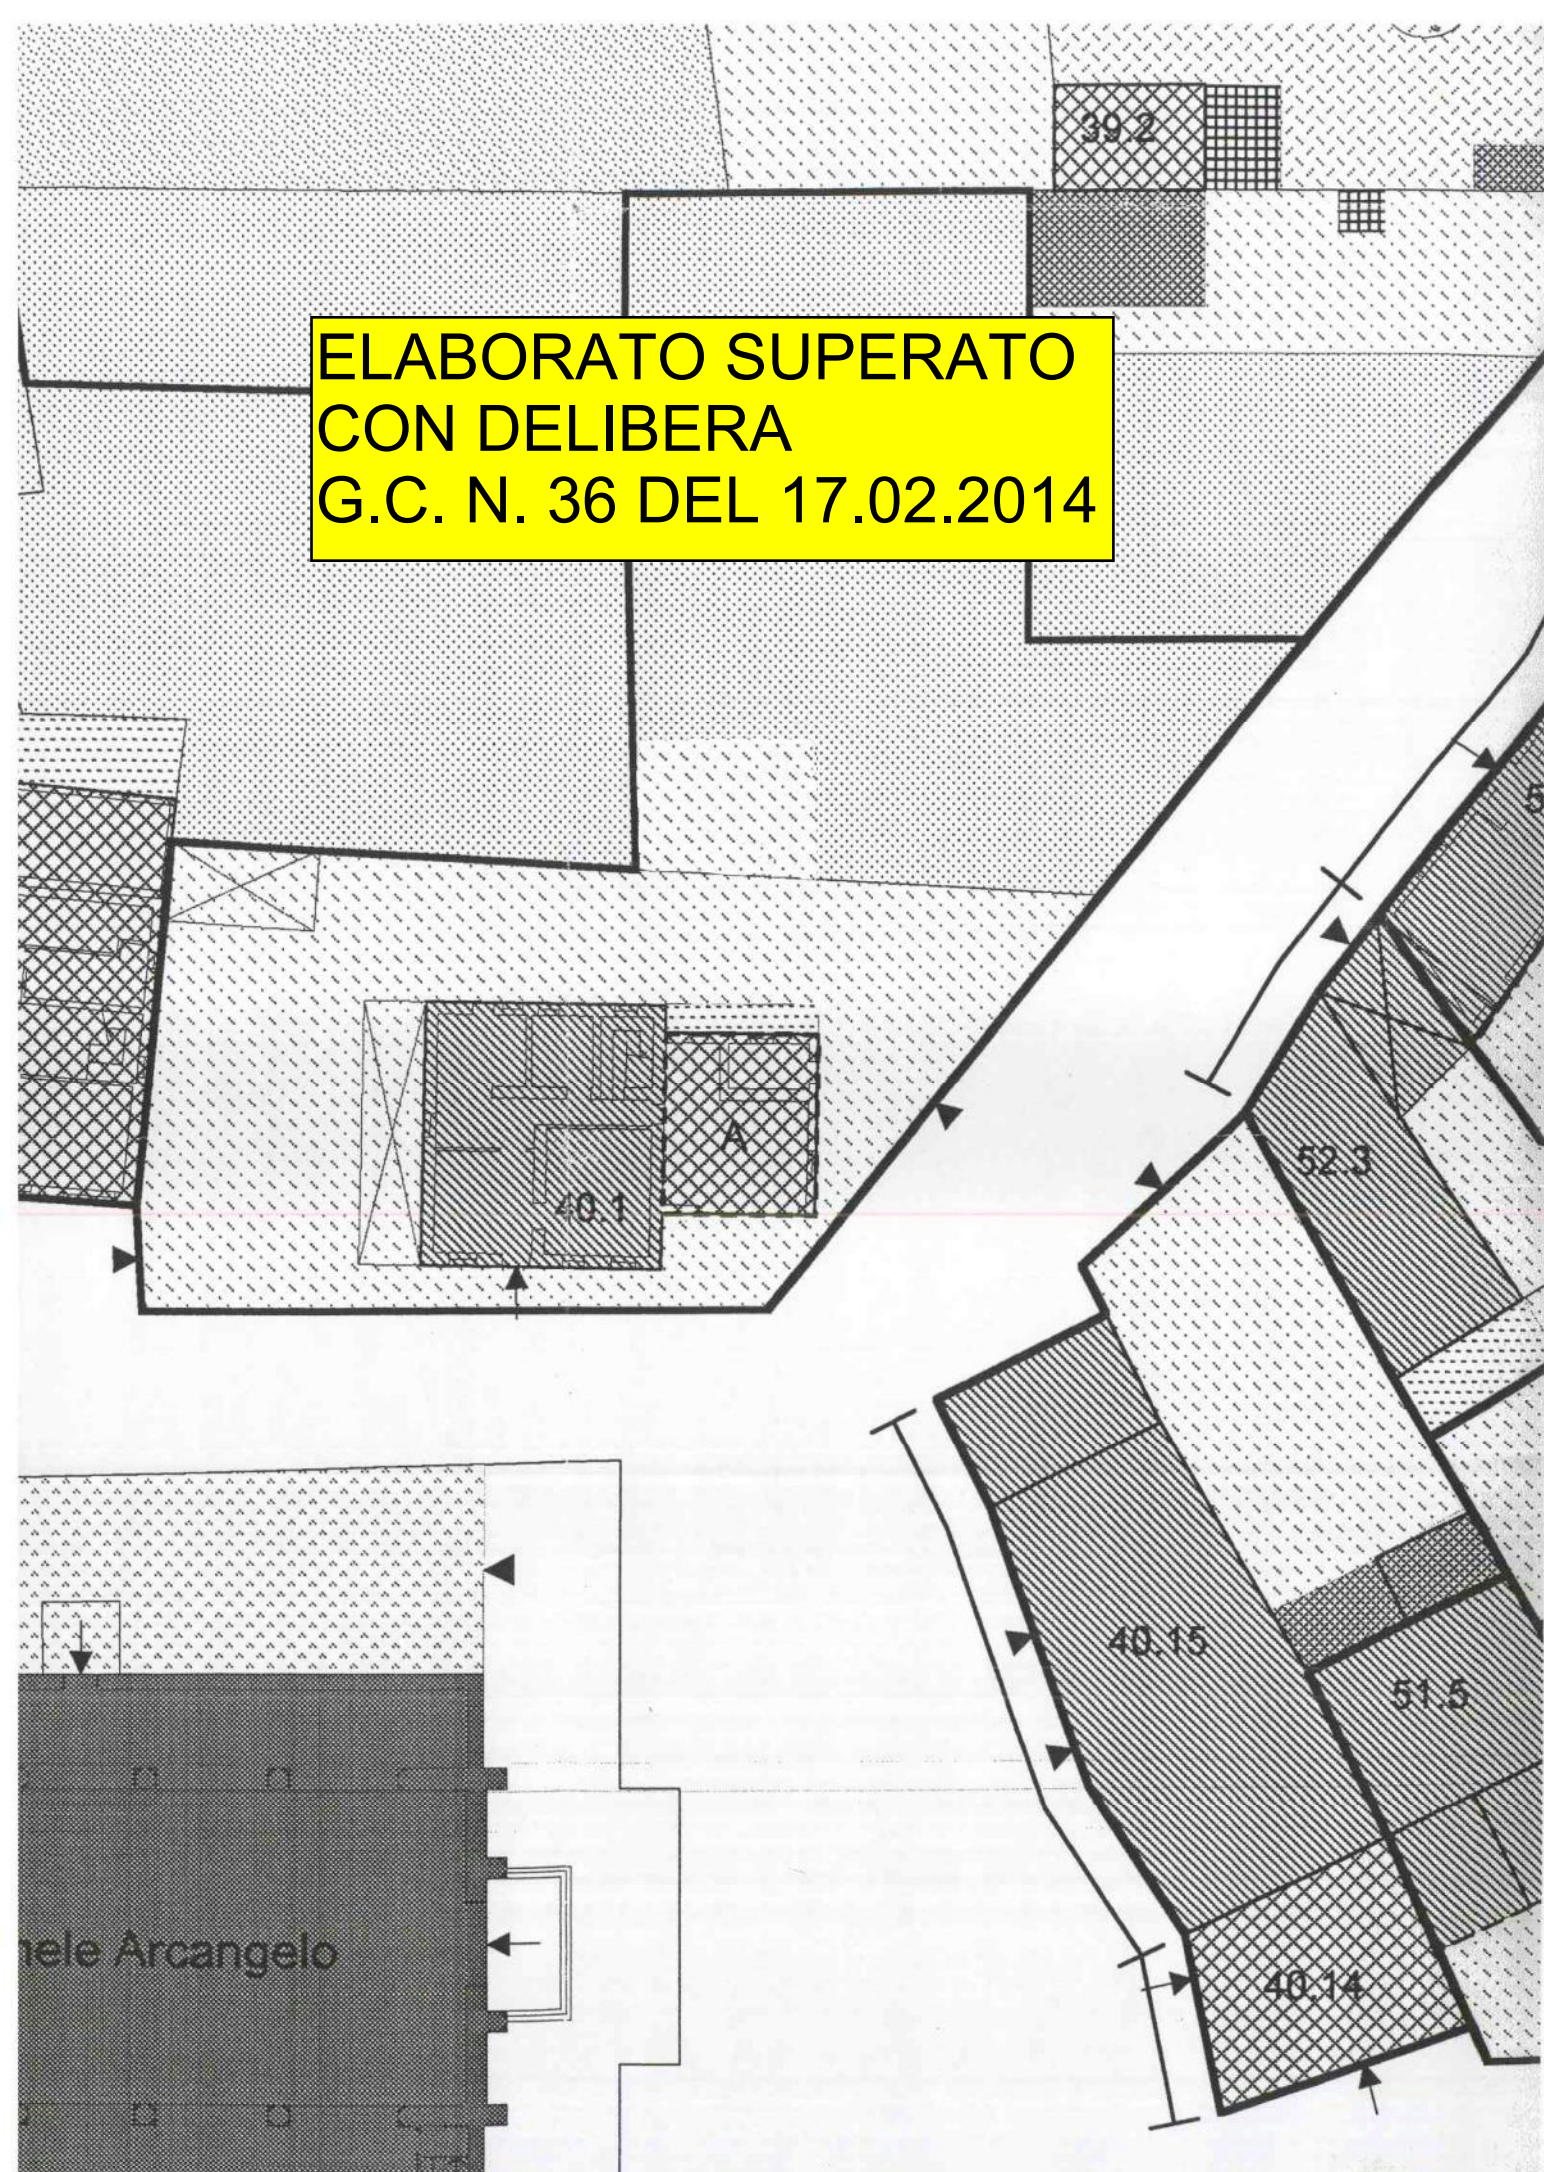 39.2
ELABORATO SUPERATO
CON DELIBERA
G.C. N. 36 DEL 17.02.2014
A
52.3
40.1
40.15
51.5
Arcangelo
40.14